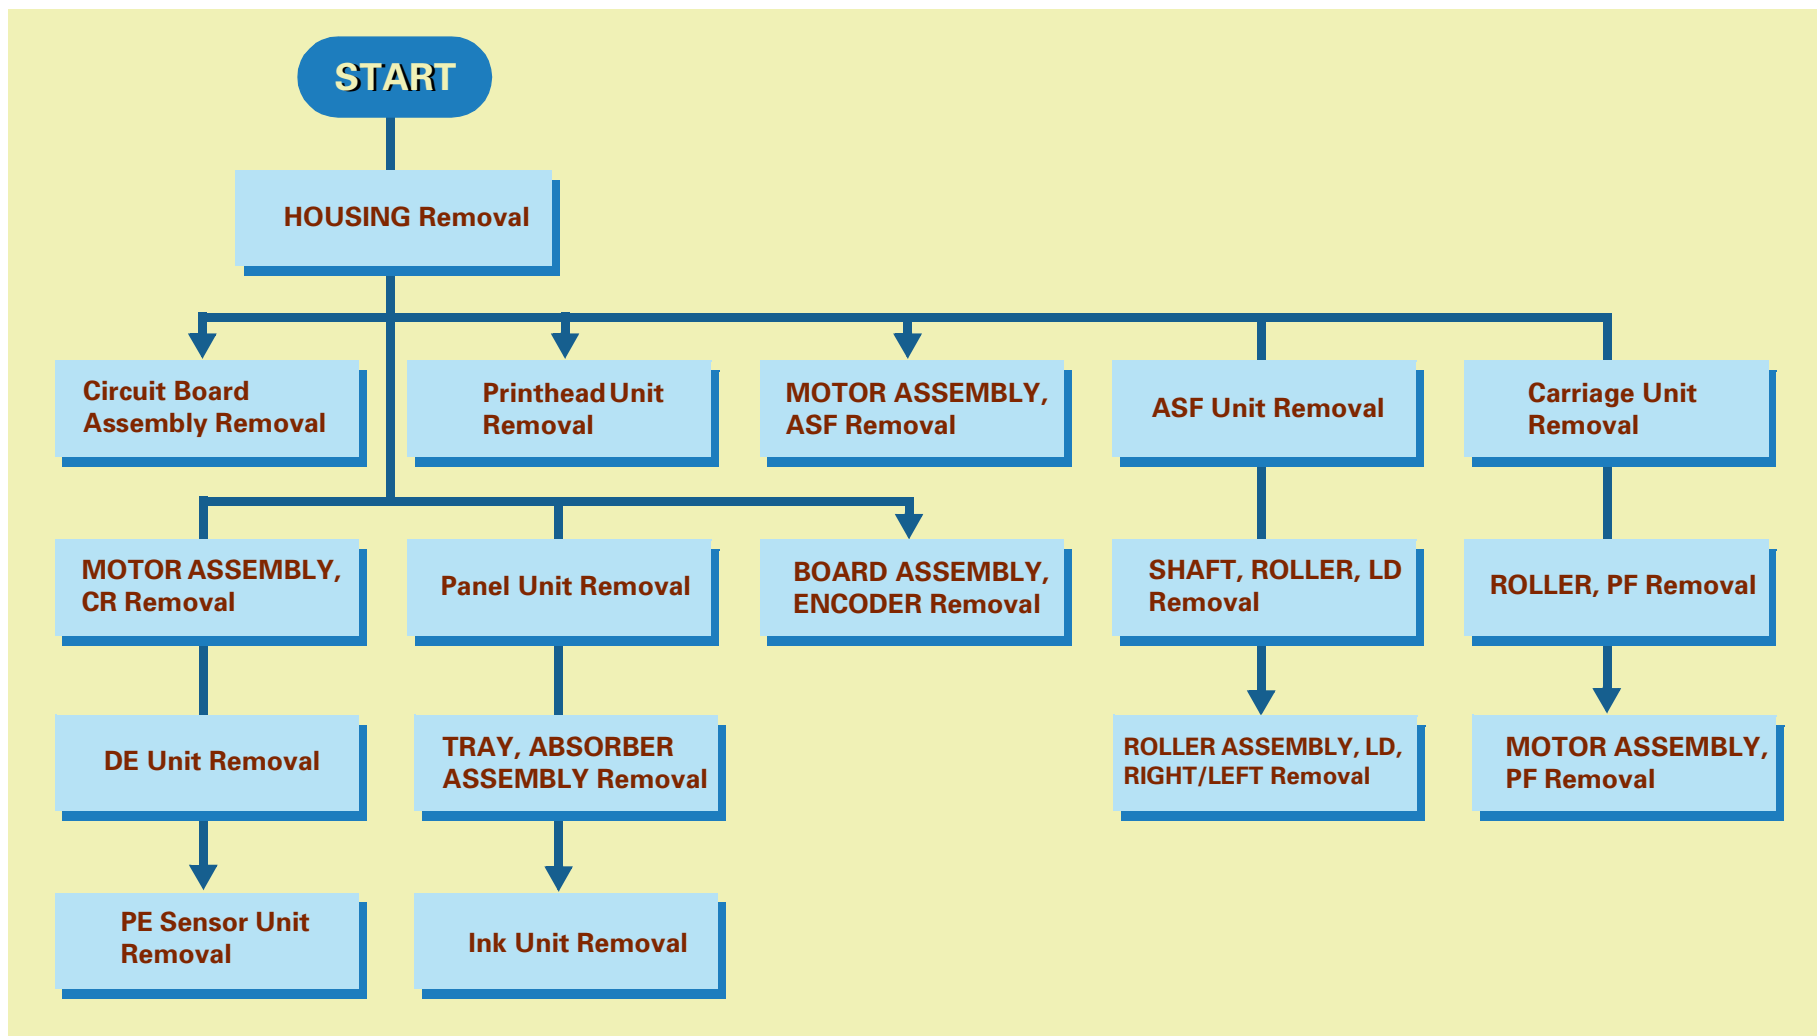 START
HOUSING Removal
Circuit Board
Assembly Removal
Printhead Unit
Removal
MOTOR ASSEMBLY,
ASF Removal
ASF Unit Removal
Carriage Unit
Removal
MOTOR ASSEMBLY,
CR Removal
Panel Unit Removal
BOARD ASSEMBLY,
ENCODER Removal
SHAFT, ROLLER, LD
Removal
ROLLER, PF Removal
DE Unit Removal
TRAY, ABSORBER
ASSEMBLY Removal
ROLLER ASSEMBLY, LD,
RIGHT/LEFT Removal
MOTOR ASSEMBLY,
PF Removal
PE Sensor Unit
Removal
Ink Unit Removal